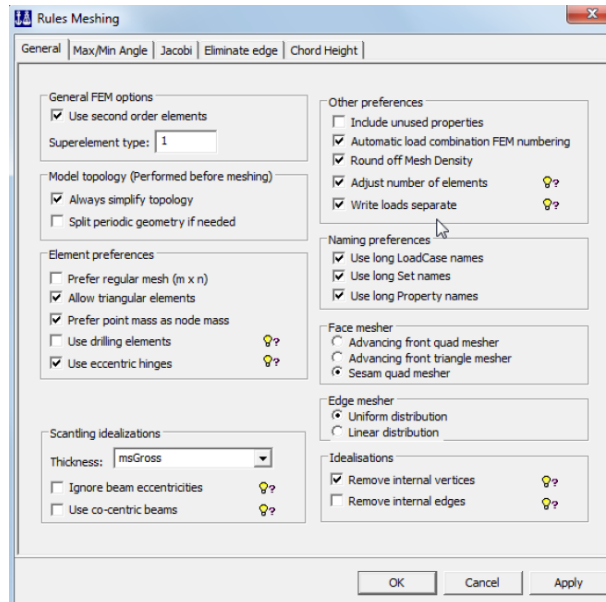 Rules Meshing
General Max/Min Angle Jacobi Eliminate edge Chord Height
General FEM options
Use second order elements
Superelement type: 1
Model topology (Performed before meshing)
Always simplify topology
Split periodic geometry if needed
Element preferences
Prefer regular mesh (m x n)
Allow triangular elements
Prefer point mass as node mass
Use drilling elements ?
Use eccentric hinges ?
Scantling idealizations
Thickness: msGross
Ignore beam eccentricities ?
Use co-centric beams ?
Other preferences
Include unused properties
Automatic load combination FEM numbering
Round off Mesh Density
Adjust number of elements ?
Write loads separate ?
Naming preferences
Use long LoadCase names
Use long Set names
Use long Property names
Face mesher
Advancing front quad mesher
Advancing front triangle mesher
Sesam quad mesher
Edge mesher
Uniform distribution
Linear distribution
Idealisations
Remove internal vertices ?
Remove internal edges ?
OK Cancel Apply